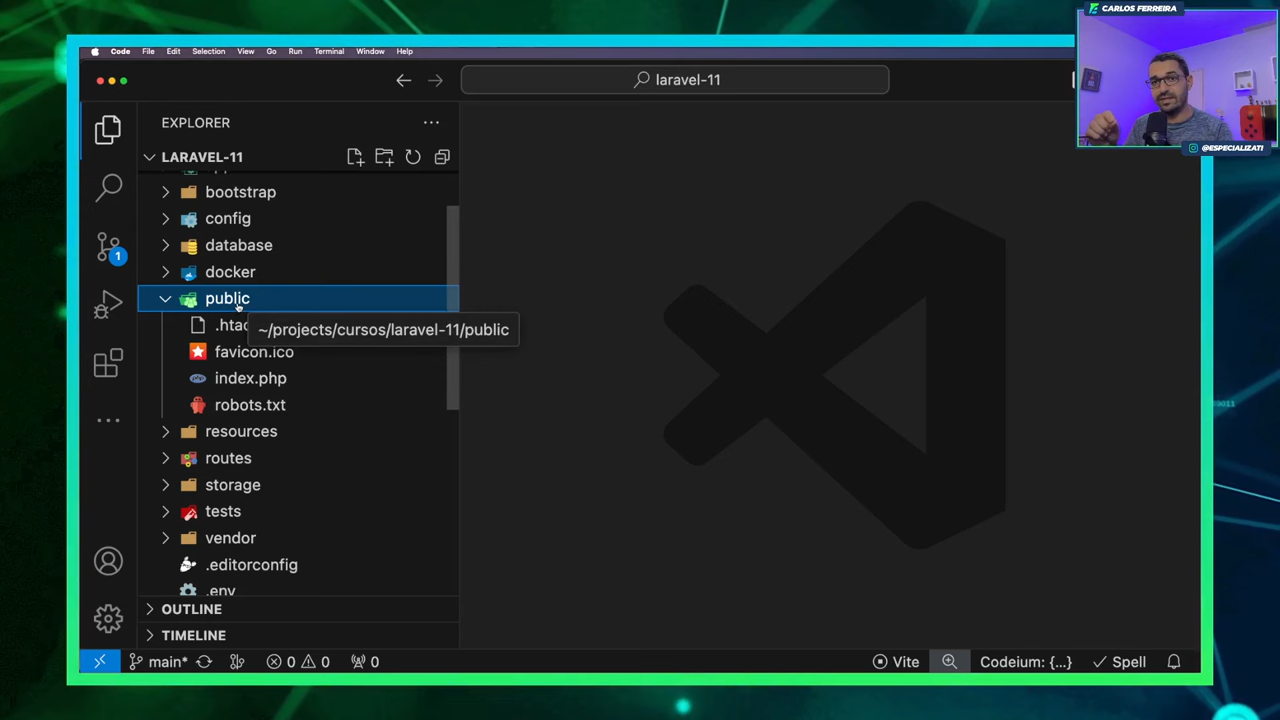 CARLOS FERREIRA
Code File Edit Selection View Go Run Terminal Window Help
laravel-11
@ESPECIALIZATI
EXPLORER
LARAVEL-11
bootstrap
config
database
docker
public
~/projects/cursos/laravel-11/public
favicon.ico
index.php
robots.txt
resources
routes
storage
tests
vendor
.editorconfig
.env
OUTLINE
TIMELINE
1
main* 0 0 0 Vite Codeium: {...} Spell